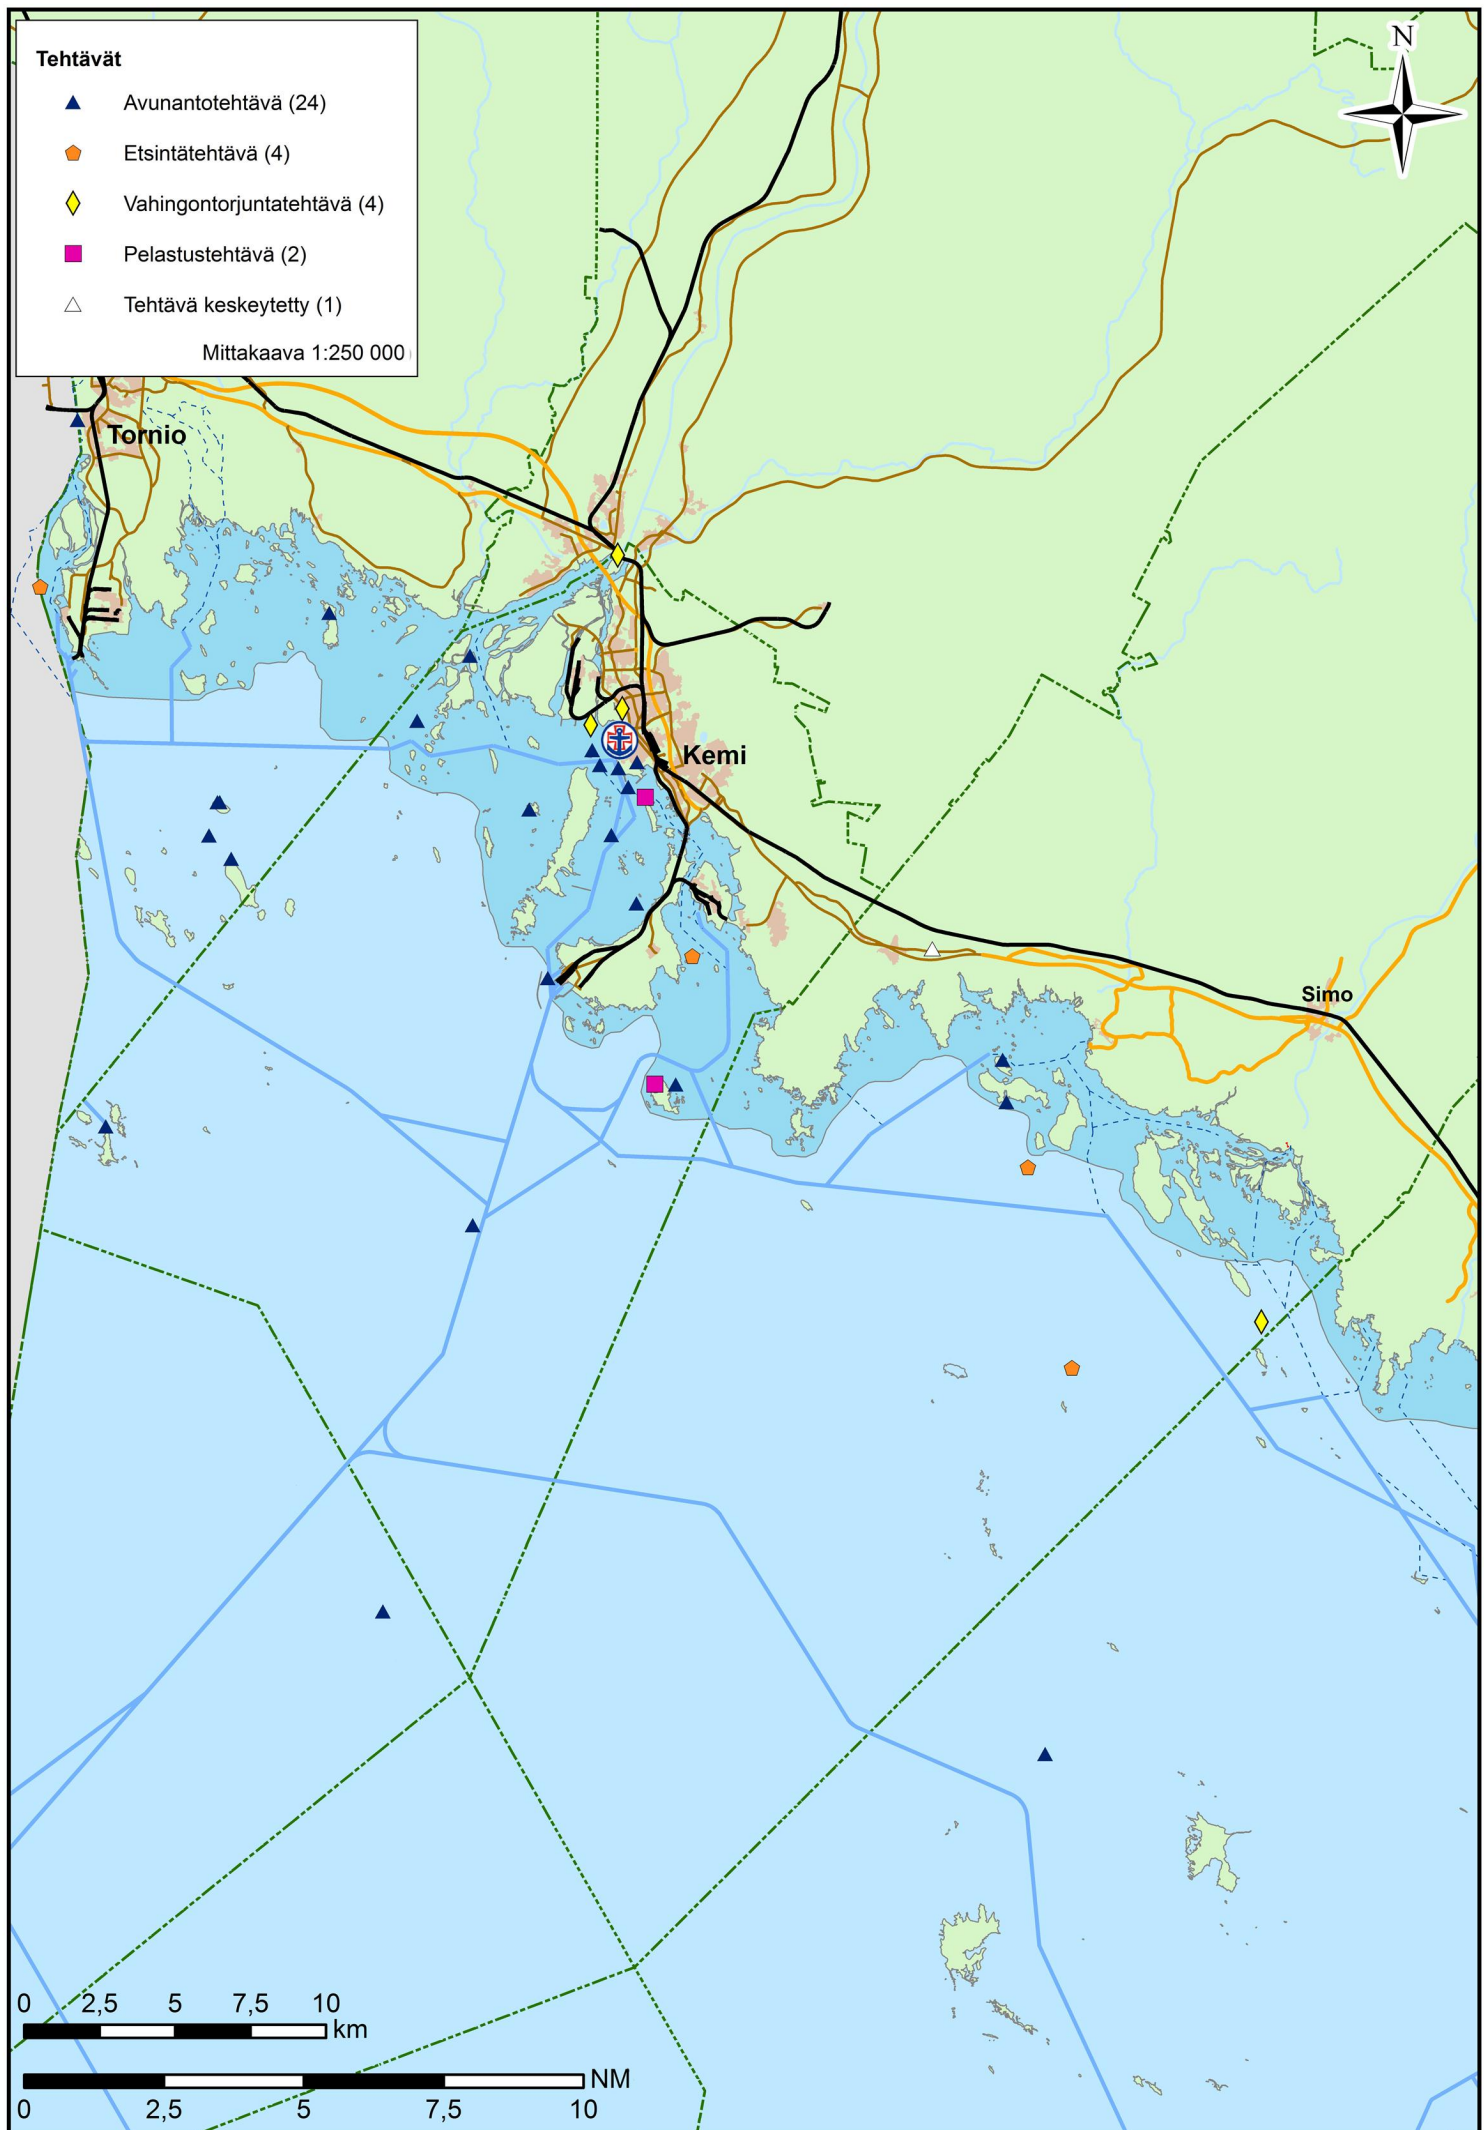 Tehtävät
Avunantotehtävä (24)
Etsintätehtävä (4)
Vahingontorjuntatehtävä (4)
Pelastustehtävä (2)
Tehtävä keskeytetty (1)
Mittakaava 1:250 000
N
Tornio
Kemi
Simo
0 2,5 5 7,5 10
km
NM
0 2,5 5 7,5 10